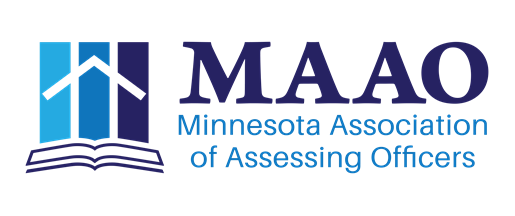 MAAO
Minnesota Association
of Assessing Officers